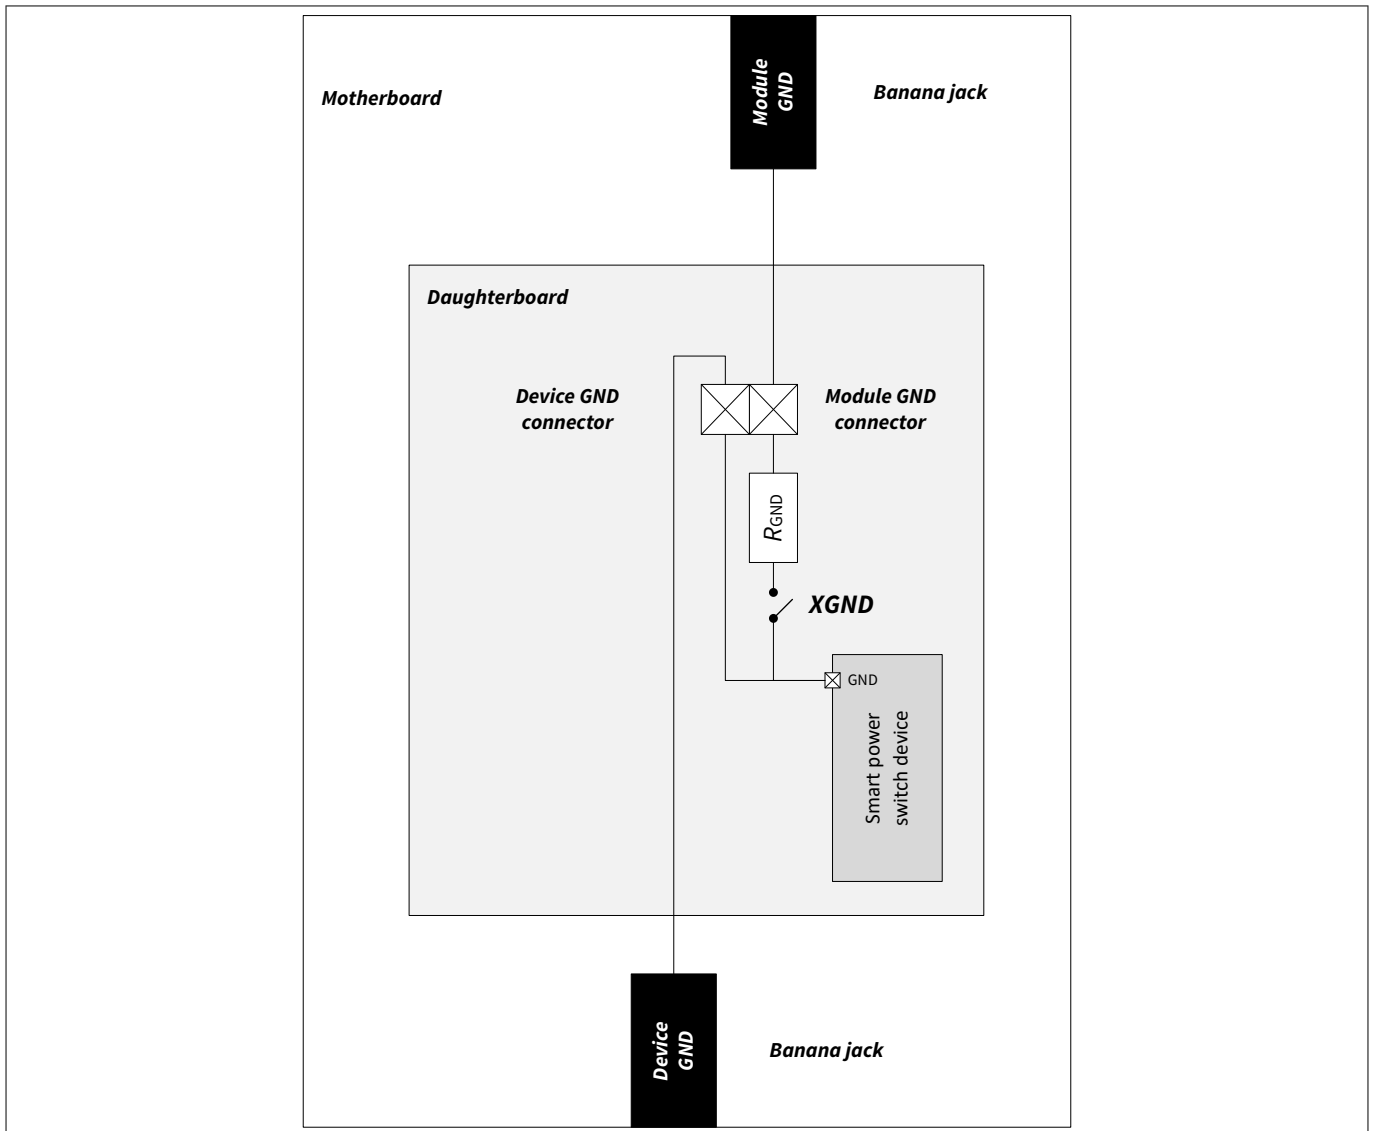 Module
GND
Motherboard
Banana jack
Daughterboard
Device GND
connector
Module GND
connector
RGND
XGND
GND
Smart power
switch device
Device
GND
Banana jack